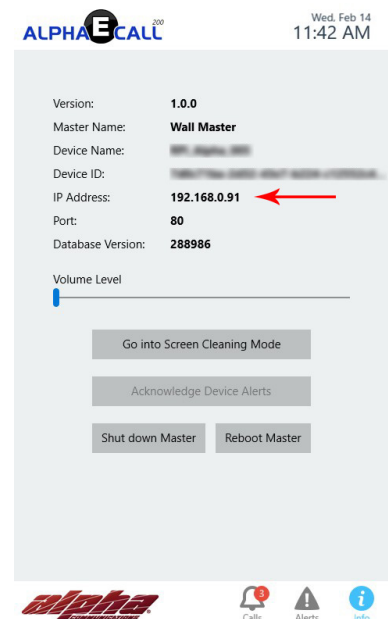 ALPHA E CALL 200
Wed, Feb 14
11:42 AM
Version: 1.0.0
Master Name: Wall Master
Device Name:
Device ID:
IP Address: 192.168.0.91
Port: 80
Database Version: 288986
Volume Level
Go into Screen Cleaning Mode
Acknowledge Device Alerts
Shut down Master Reboot Master
alpha
COMMUNICATIONS
3
Calls Alerts Info